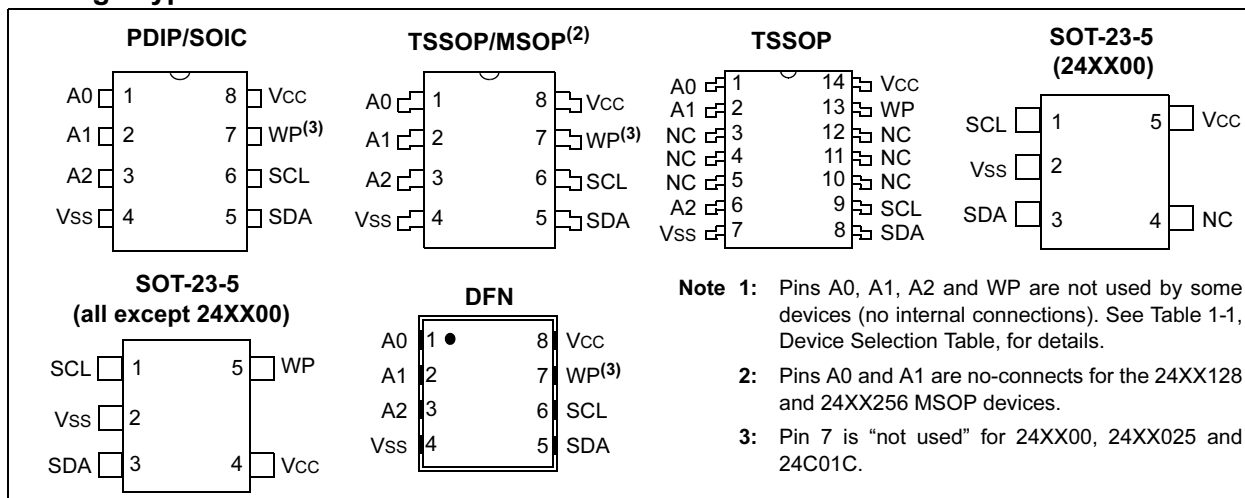 PDIP/SOIC
A0 1 8 VCC
A1 2 7 WP(3)
A2 3 6 SCL
VSS 4 5 SDA
TSSOP/MSOP(2)
A0 1 8 VCC
A1 2 7 WP(3)
A2 3 6 SCL
VSS 4 5 SDA
TSSOP
A0 1 14 VCC
A1 2 13 WP
NC 3 12 NC
NC 4 11 NC
NC 5 10 NC
A2 6 9 SCL
VSS 7 8 SDA
SOT-23-5
(24XX00)
SCL 1 5 VCC
VSS 2
SDA 3 4 NC
SOT-23-5
(all except 24XX00)
SCL 1 5 WP
VSS 2
SDA 3 4 VCC
DFN
A0 1 8 VCC
A1 2 7 WP(3)
A2 3 6 SCL
VSS 4 5 SDA
Note 1: Pins A0, A1, A2 and WP are not used by some
devices (no internal connections). See Table 1-1,
Device Selection Table, for details.
2: Pins A0 and A1 are no-connects for the 24XX128
and 24XX256 MSOP devices.
3: Pin 7 is “not used” for 24XX00, 24XX025 and
24C01C.